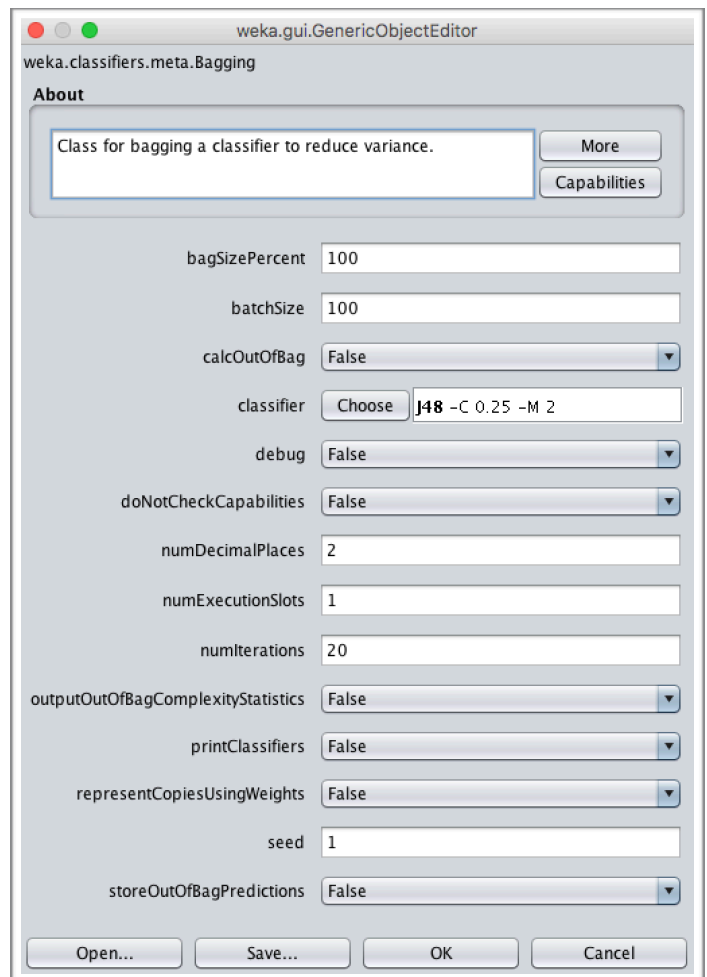 weka.gui.GenericObjectEditor
weka.classifiers.meta.Bagging
About
Class for bagging a classifier to reduce variance.
More
Capabilities
bagSizePercent 100
batchSize 100
calcOutOfBag False
classifier Choose J48 -C 0.25 -M 2
debug False
doNotCheckCapabilities False
numDecimalPlaces 2
numExecutionSlots 1
numIterations 20
outputOutOfBagComplexityStatistics False
printClassifiers False
representCopiesUsingWeights False
seed 1
storeOutOfBagPredictions False
Open... Save... OK Cancel